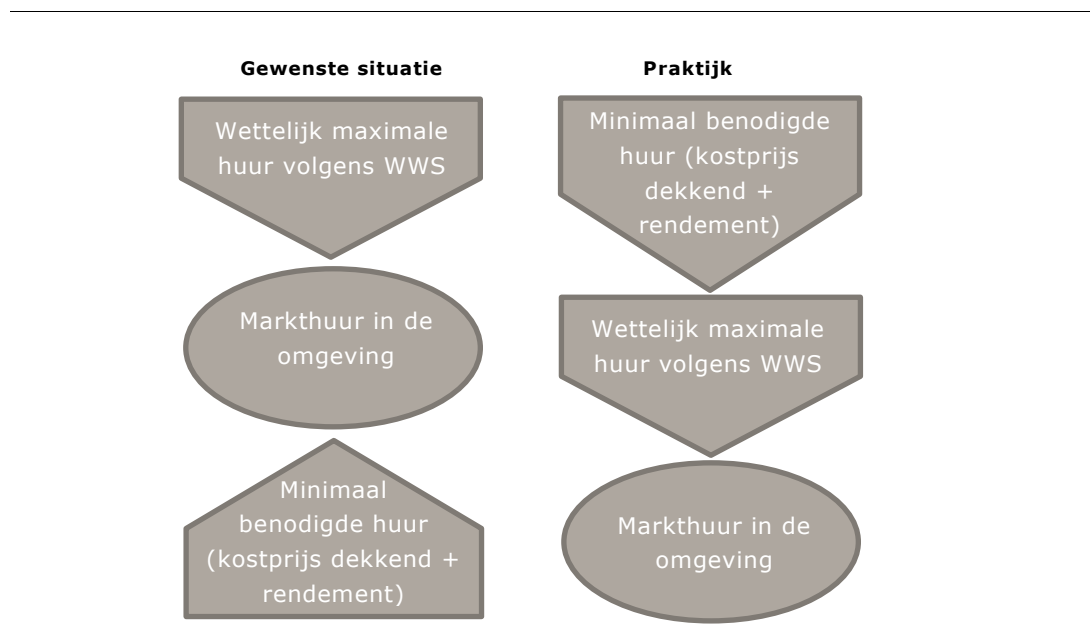 Gewenste situatie
Wettelijk maximale
huur volgens WWS
Markthuur in de
omgeving
Minimaal
benodigde huur
(kostprijs dekkend +
rendement)
Praktijk
Minimaal benodigde
huur (kostprijs
dekkend +
rendement)
Wettelijk maximale
huur volgens WWS
Markthuur in de
omgeving